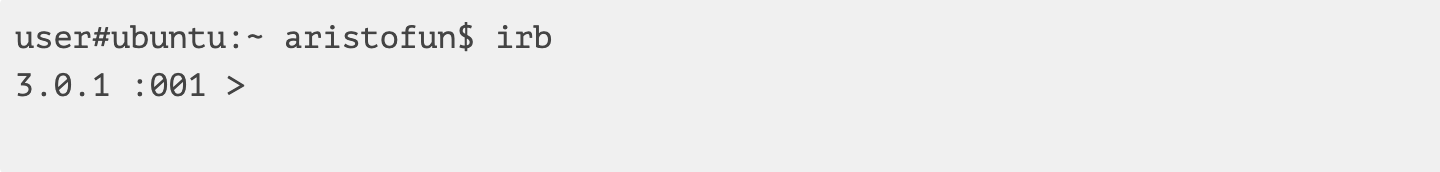 user#ubuntu:~ aristofun$ irb
3.0.1 :001 >